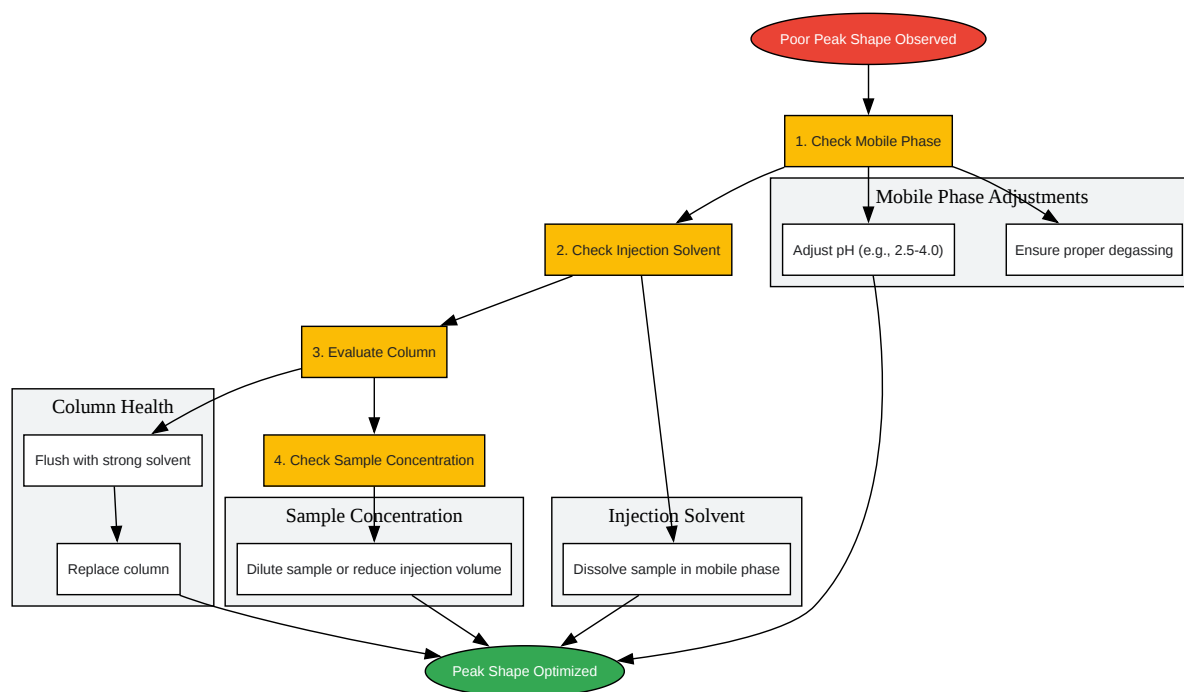 Poor Peak Shape Observed
1. Check Mobile Phase
Mobile Phase Adjustments
2. Check Injection Solvent
Adjust pH (e.g., 2.5-4.0)
Ensure proper degassing
3. Evaluate Column
Column Health
Flush with strong solvent
4. Check Sample Concentration
Sample Concentration
Injection Solvent
Replace column
Dilute sample or reduce injection volume
Dissolve sample in mobile phase
Peak Shape Optimized